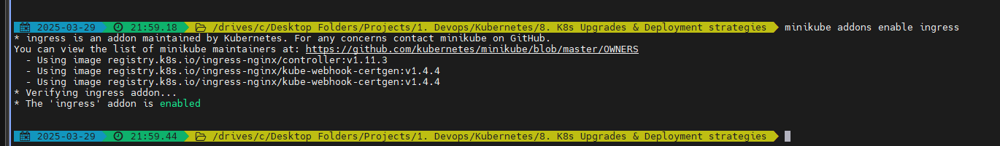 2025-03-29 21:59.18 /drives/c/Desktop Folders/Projects/1. Devops/Kubernetes/8. K8s Upgrades & Deployment strategies minikube addons enable ingress
* ingress is an addon maintained by Kubernetes. For any concerns contact minikube on GitHub.
You can view the list of minikube maintainers at: https://github.com/kubernetes/minikube/blob/master/OWNERS
- Using image registry.k8s.io/ingress-nginx/controller:v1.11.3
- Using image registry.k8s.io/ingress-nginx/kube-webhook-certgen:v1.4.4
- Using image registry.k8s.io/ingress-nginx/kube-webhook-certgen:v1.4.4
* Verifying ingress addon...
* The 'ingress' addon is enabled
2025-03-29 21:59.44 /drives/c/Desktop Folders/Projects/1. Devops/Kubernetes/8. K8s Upgrades & Deployment strategies